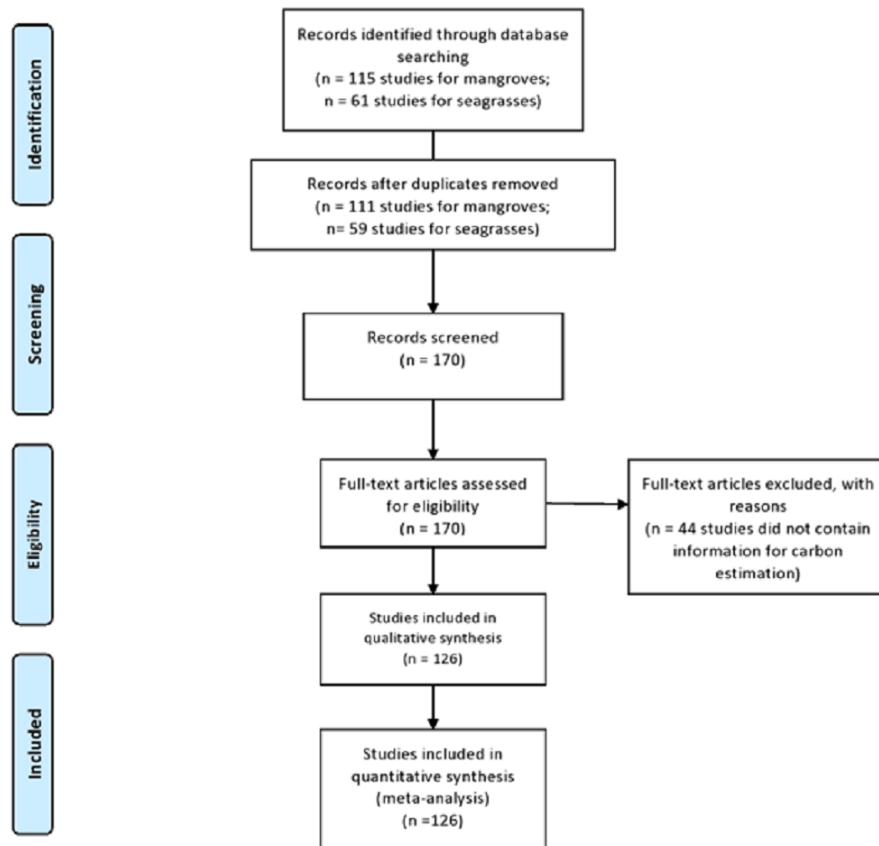 Identification
Records identified through database
searching
(n = 115 studies for mangroves;
n = 61 studies for seagrasses)
Records after duplicates removed
(n = 111 studies for mangroves;
n= 59 studies for seagrasses)
Screening
Records screened
(n = 170)
Eligibility
Full-text articles assessed
for eligibility
(n = 170)
Full-text articles excluded, with
reasons
(n = 44 studies did not contain
information for carbon
estimation)
Studies included in
qualitative synthesis
(n = 126)
Included
Studies included in
quantitative synthesis
(meta-analysis)
(n =126)